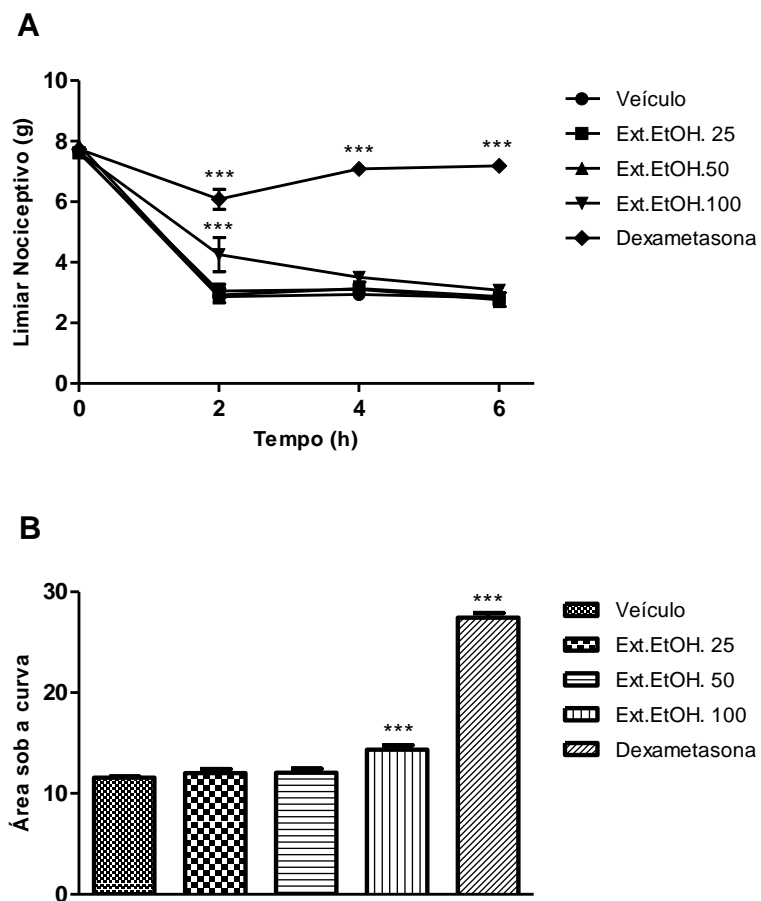 A
Limiar Nociceptivo (g)
10
8
6
4
2
0
***
***
***
***
0
2
4
6
Tempo (h)
Veículo
Ext.EtOH. 25
Ext.EtOH.50
Ext.EtOH.100
Dexametasona
B
Área sob a curva
30
20
10
0
***
***
Veículo
Ext.EtOH. 25
Ext.EtOH. 50
Ext.EtOH. 100
Dexametasona